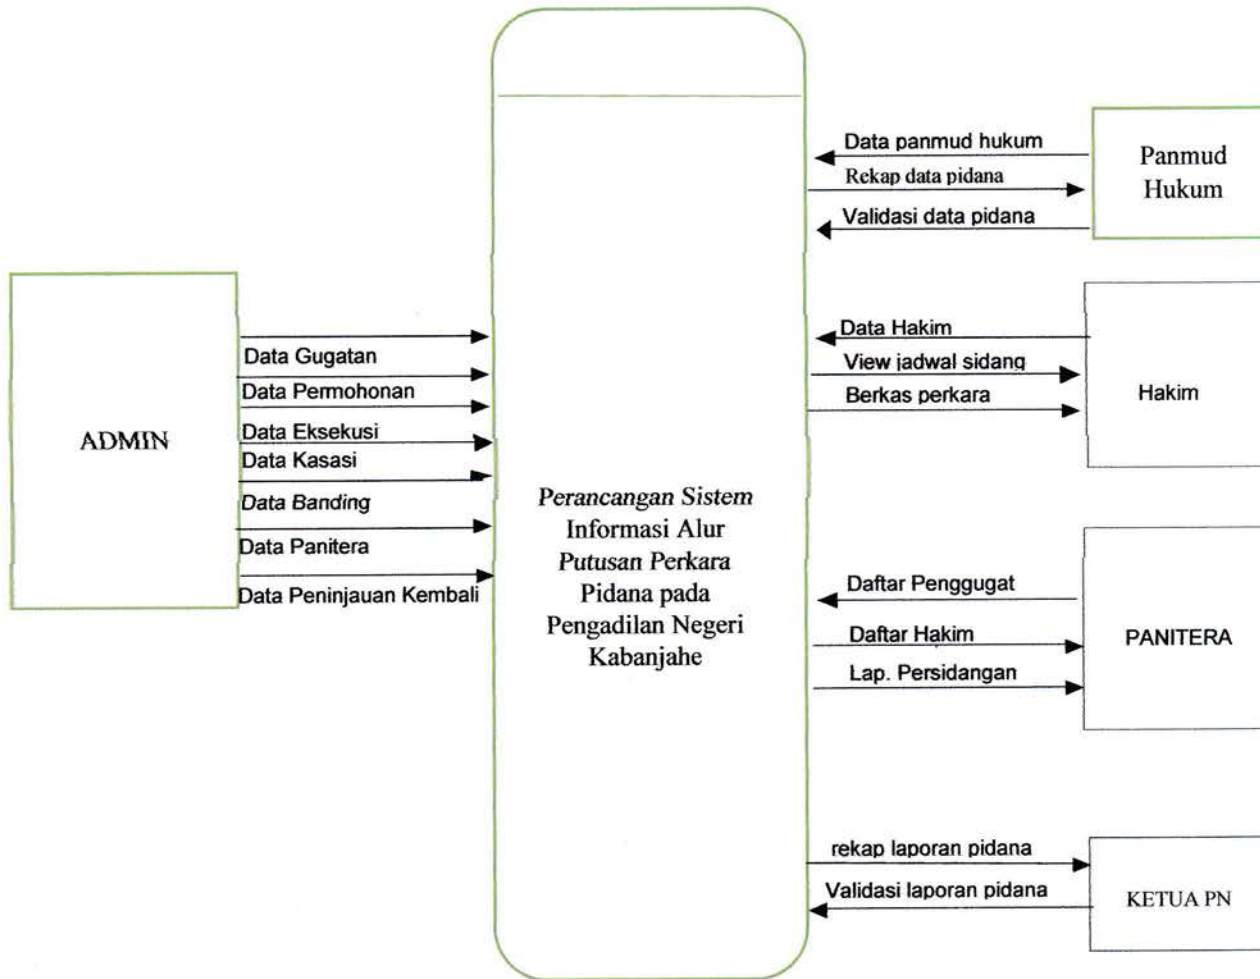 Data panmud hukum
Rekap data pidana
Validasi data pidana
Panmud
Hukum
Data Hakim
View jadwal sidang
Berkas perkara
Hakim
ADMIN
Data Gugatan
Data Permohonan
Data Eksekusi
Data Kasasi
Data Banding
Data Panitera
Data Peninjauan Kembali
Perancangan Sistem
Informasi Alur
Putusan Perkara
Pidana pada
Pengadilan Negeri
Kabanjahe
Daftar Penggugat
Daftar Hakim
Lap. Persidangan
PANITERA
rekap laporan pidana
Validasi laporan pidana
KETUA PN